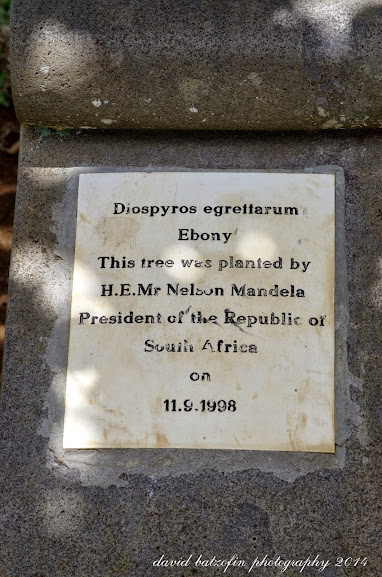 Diospyros egrettarum
Ebony
This tree was planted by
H.E.Mr Nelson Mandela
President of the Republic of
South Africa
on
11.9.1998
david batzofin photography 2014